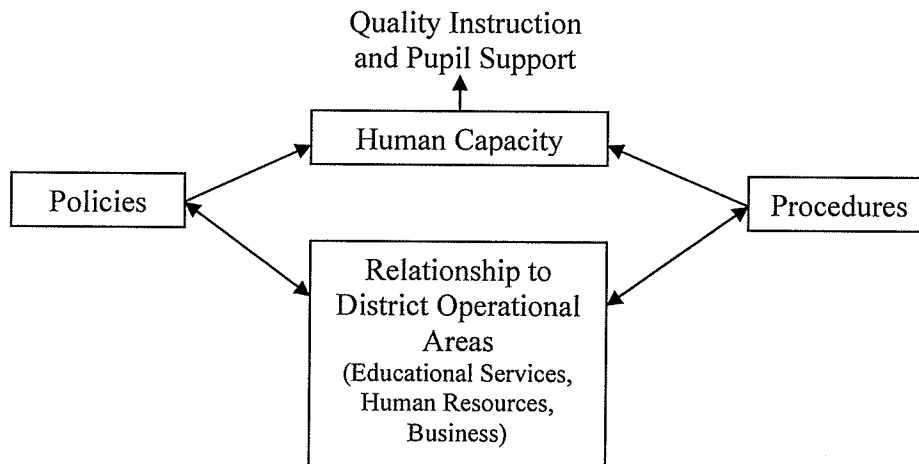 Quality Instruction
and Pupil Support
Human Capacity
Policies
Procedures
Relationship to
District Operational
Areas
(Educational Services,
Human Resources,
Business)